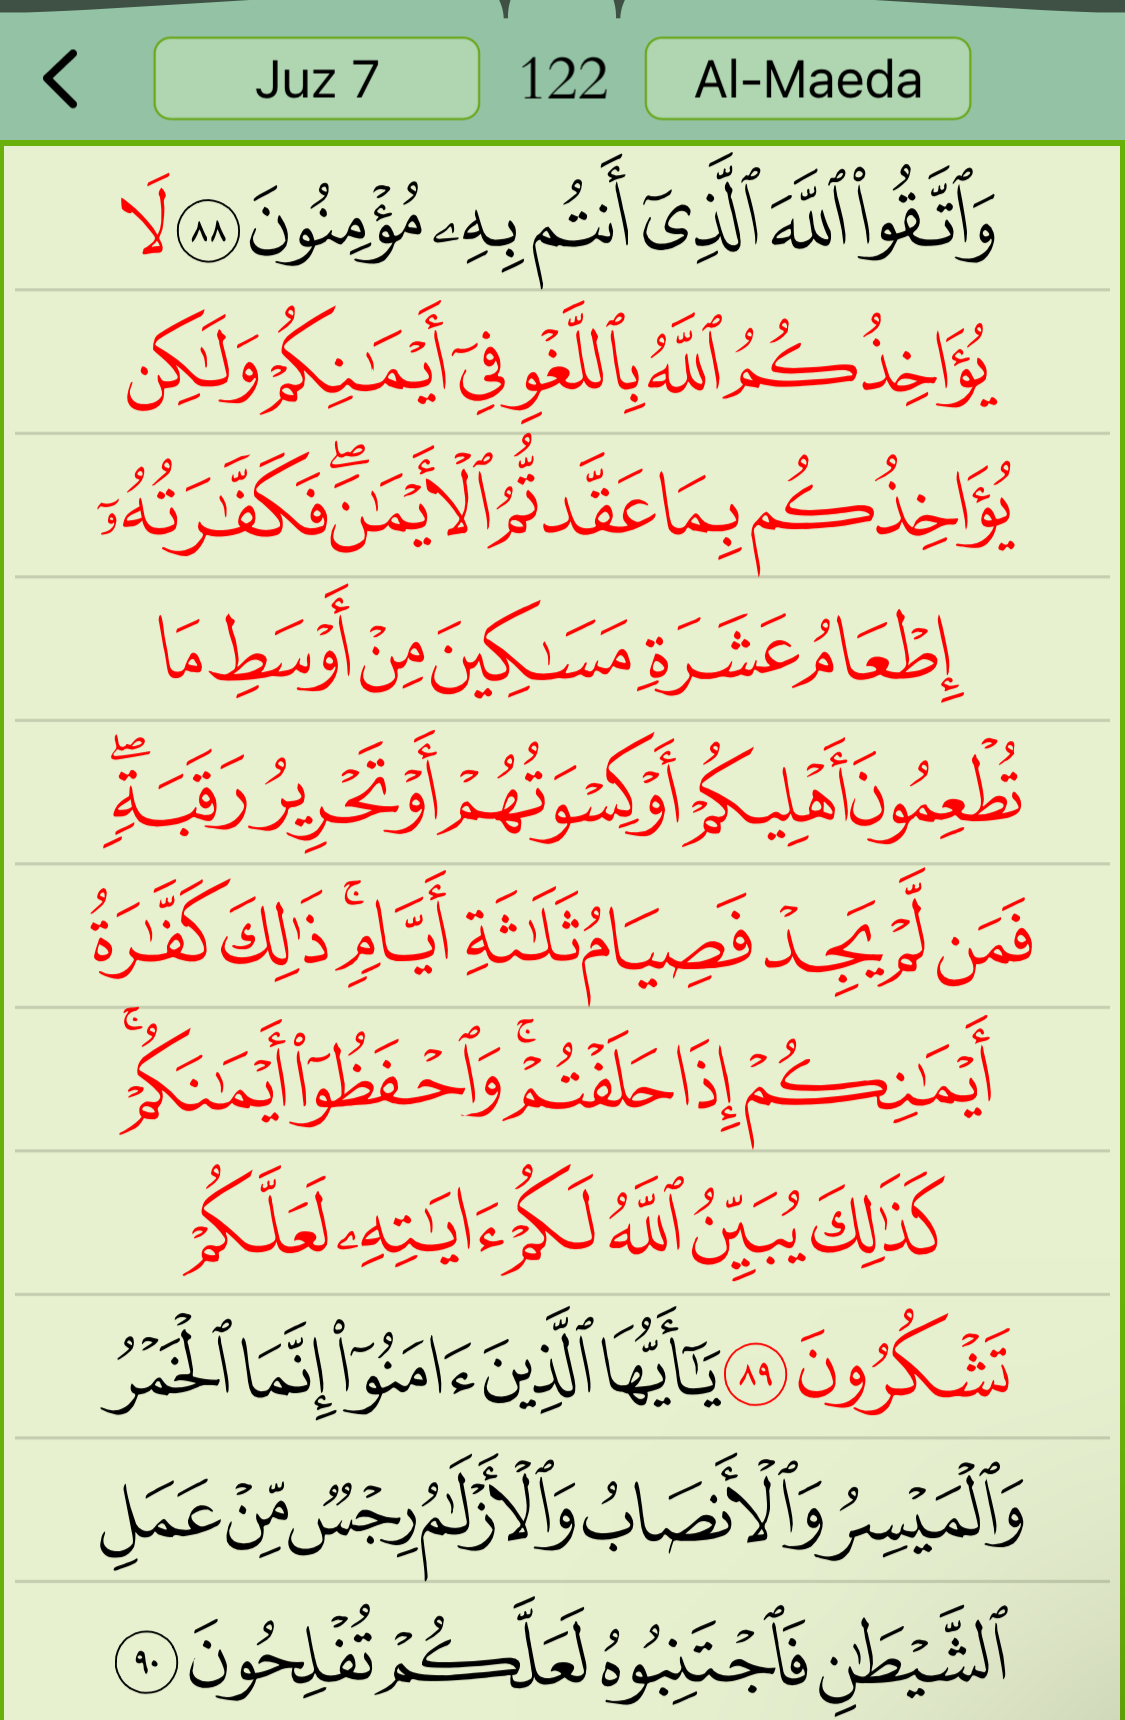 Juz 7 122 Al-Maeda
وَٱتَّقُوا۟ ٱللَّهَ ٱلَّذِىٓ أَنتُم بِهِۦ مُؤْمِنُونَ ٨٨ لَا
يُؤَاخِذُكُمُ ٱللَّهُ بِٱللَّغْوِ فِىٓ أَيْمَـٰنِكُمْ وَلَـٰكِن
يُؤَاخِذُكُم بِمَا عَقَّدتُّمُ ٱلْأَيْمَـٰنَ ۖ فَكَفَّـٰرَتُهُۥٓ
إِطْعَامُ عَشَرَةِ مَسَـٰكِينَ مِنْ أَوْسَطِ مَا
تُطْعِمُونَ أَهْلِيكُمْ أَوْ كِسْوَتُهُمْ أَوْ تَحْرِيرُ رَقَبَةٍ ۖ
فَمَن لَّمْ يَجِدْ فَصِيَامُ ثَلَـٰثَةِ أَيَّامٍ ۚ ذَٰلِكَ كَفَّـٰرَةُ
أَيْمَـٰنِكُمْ إِذَا حَلَفْتُمْ ۚ وَٱحْفَظُوٓا۟ أَيْمَـٰنَكُمْ ۚ
كَذَٰلِكَ يُبَيِّنُ ٱللَّهُ لَكُمْ ءَايَـٰتِهِۦ لَعَلَّكُمْ
تَشْكُرُونَ ٨٩ يَـٰٓأَيُّهَا ٱلَّذِينَ ءَامَنُوٓا۟ إِنَّمَا ٱلْخَمْرُ
وَٱلْمَيْسِرُ وَٱلْأَنصَابُ وَٱلْأَزْلَـٰمُ رِجْسٌ مِّنْ عَمَلِ
ٱلشَّيْطَـٰنِ فَٱجْتَنِبُوهُ لَعَلَّكُمْ تُفْلِحُونَ ٩٠